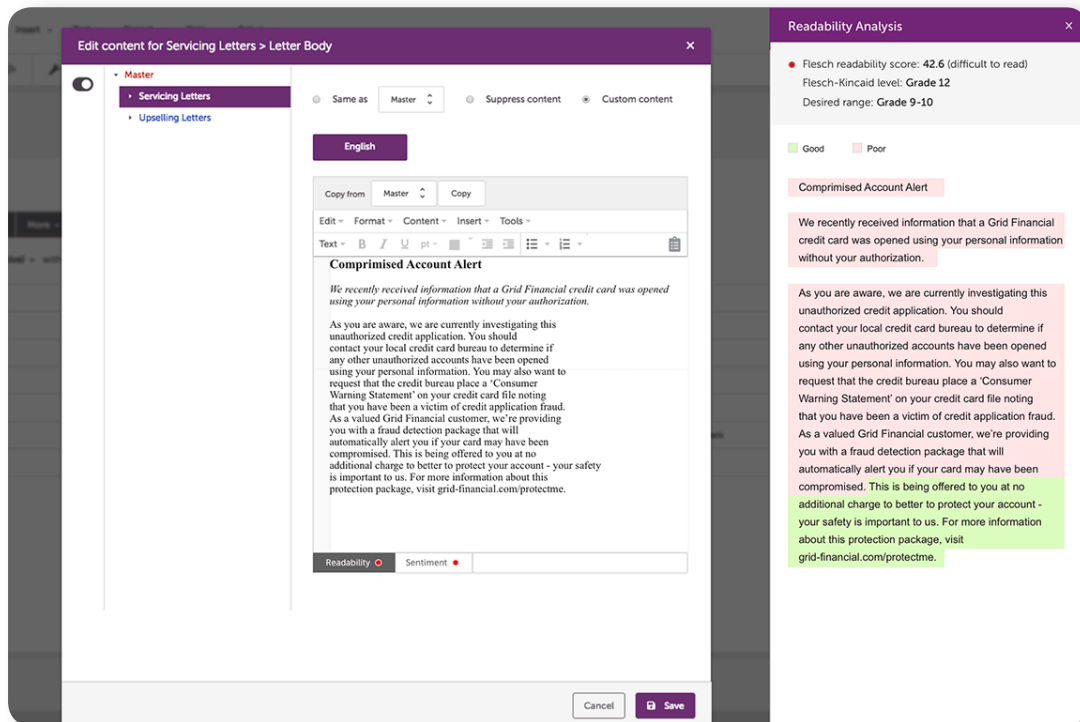 Insert
More
Edit content for Servicing Letters > Letter Body
Master
Servicing Letters
Upselling Letters
Same as Master Suppress content Custom content
English
Copy from Master Copy
Edit Format Content Insert Tools
Text B I U pt
Comprimised Account Alert
We recently received information that a Grid Financial credit card was opened
using your personal information without your authorization.
As you are aware, we are currently investigating this
unauthorized credit application. You should
contact your local credit card bureau to determine if
any other unauthorized accounts have been opened
using your personal information. You may also want to
request that the credit bureau place a ‘Consumer
Warning Statement’ on your credit card file noting
that you have been a victim of credit application fraud.
As a valued Grid Financial customer, we’re providing
you with a fraud detection package that will
automatically alert you if your card may have been
compromised. This is being offered to you at no
additional charge to better to protect your account - your safety
is important to us. For more information about this
protection package, visit grid-financial.com/protectme.
Readability Sentiment
Cancel Save
Readability Analysis
Flesch readability score: 42.6 (difficult to read)
Flesch-Kincaid level: Grade 12
Desired range: Grade 9-10
Good Poor
Comprimised Account Alert
We recently received information that a Grid Financial
credit card was opened using your personal information
without your authorization.
As you are aware, we are currently investigating this
unauthorized credit application. You should
contact your local credit card bureau to determine if
any other unauthorized accounts have been opened
using your personal information. You may also want to
request that the credit bureau place a ‘Consumer
Warning Statement’ on your credit card file noting
that you have been a victim of credit application fraud.
As a valued Grid Financial customer, we’re providing
you with a fraud detection package that will
automatically alert you if your card may have been
compromised. This is being offered to you at no
additional charge to better to protect your account -
your safety is important to us. For more information
about this protection package, visit
grid-financial.com/protectme.